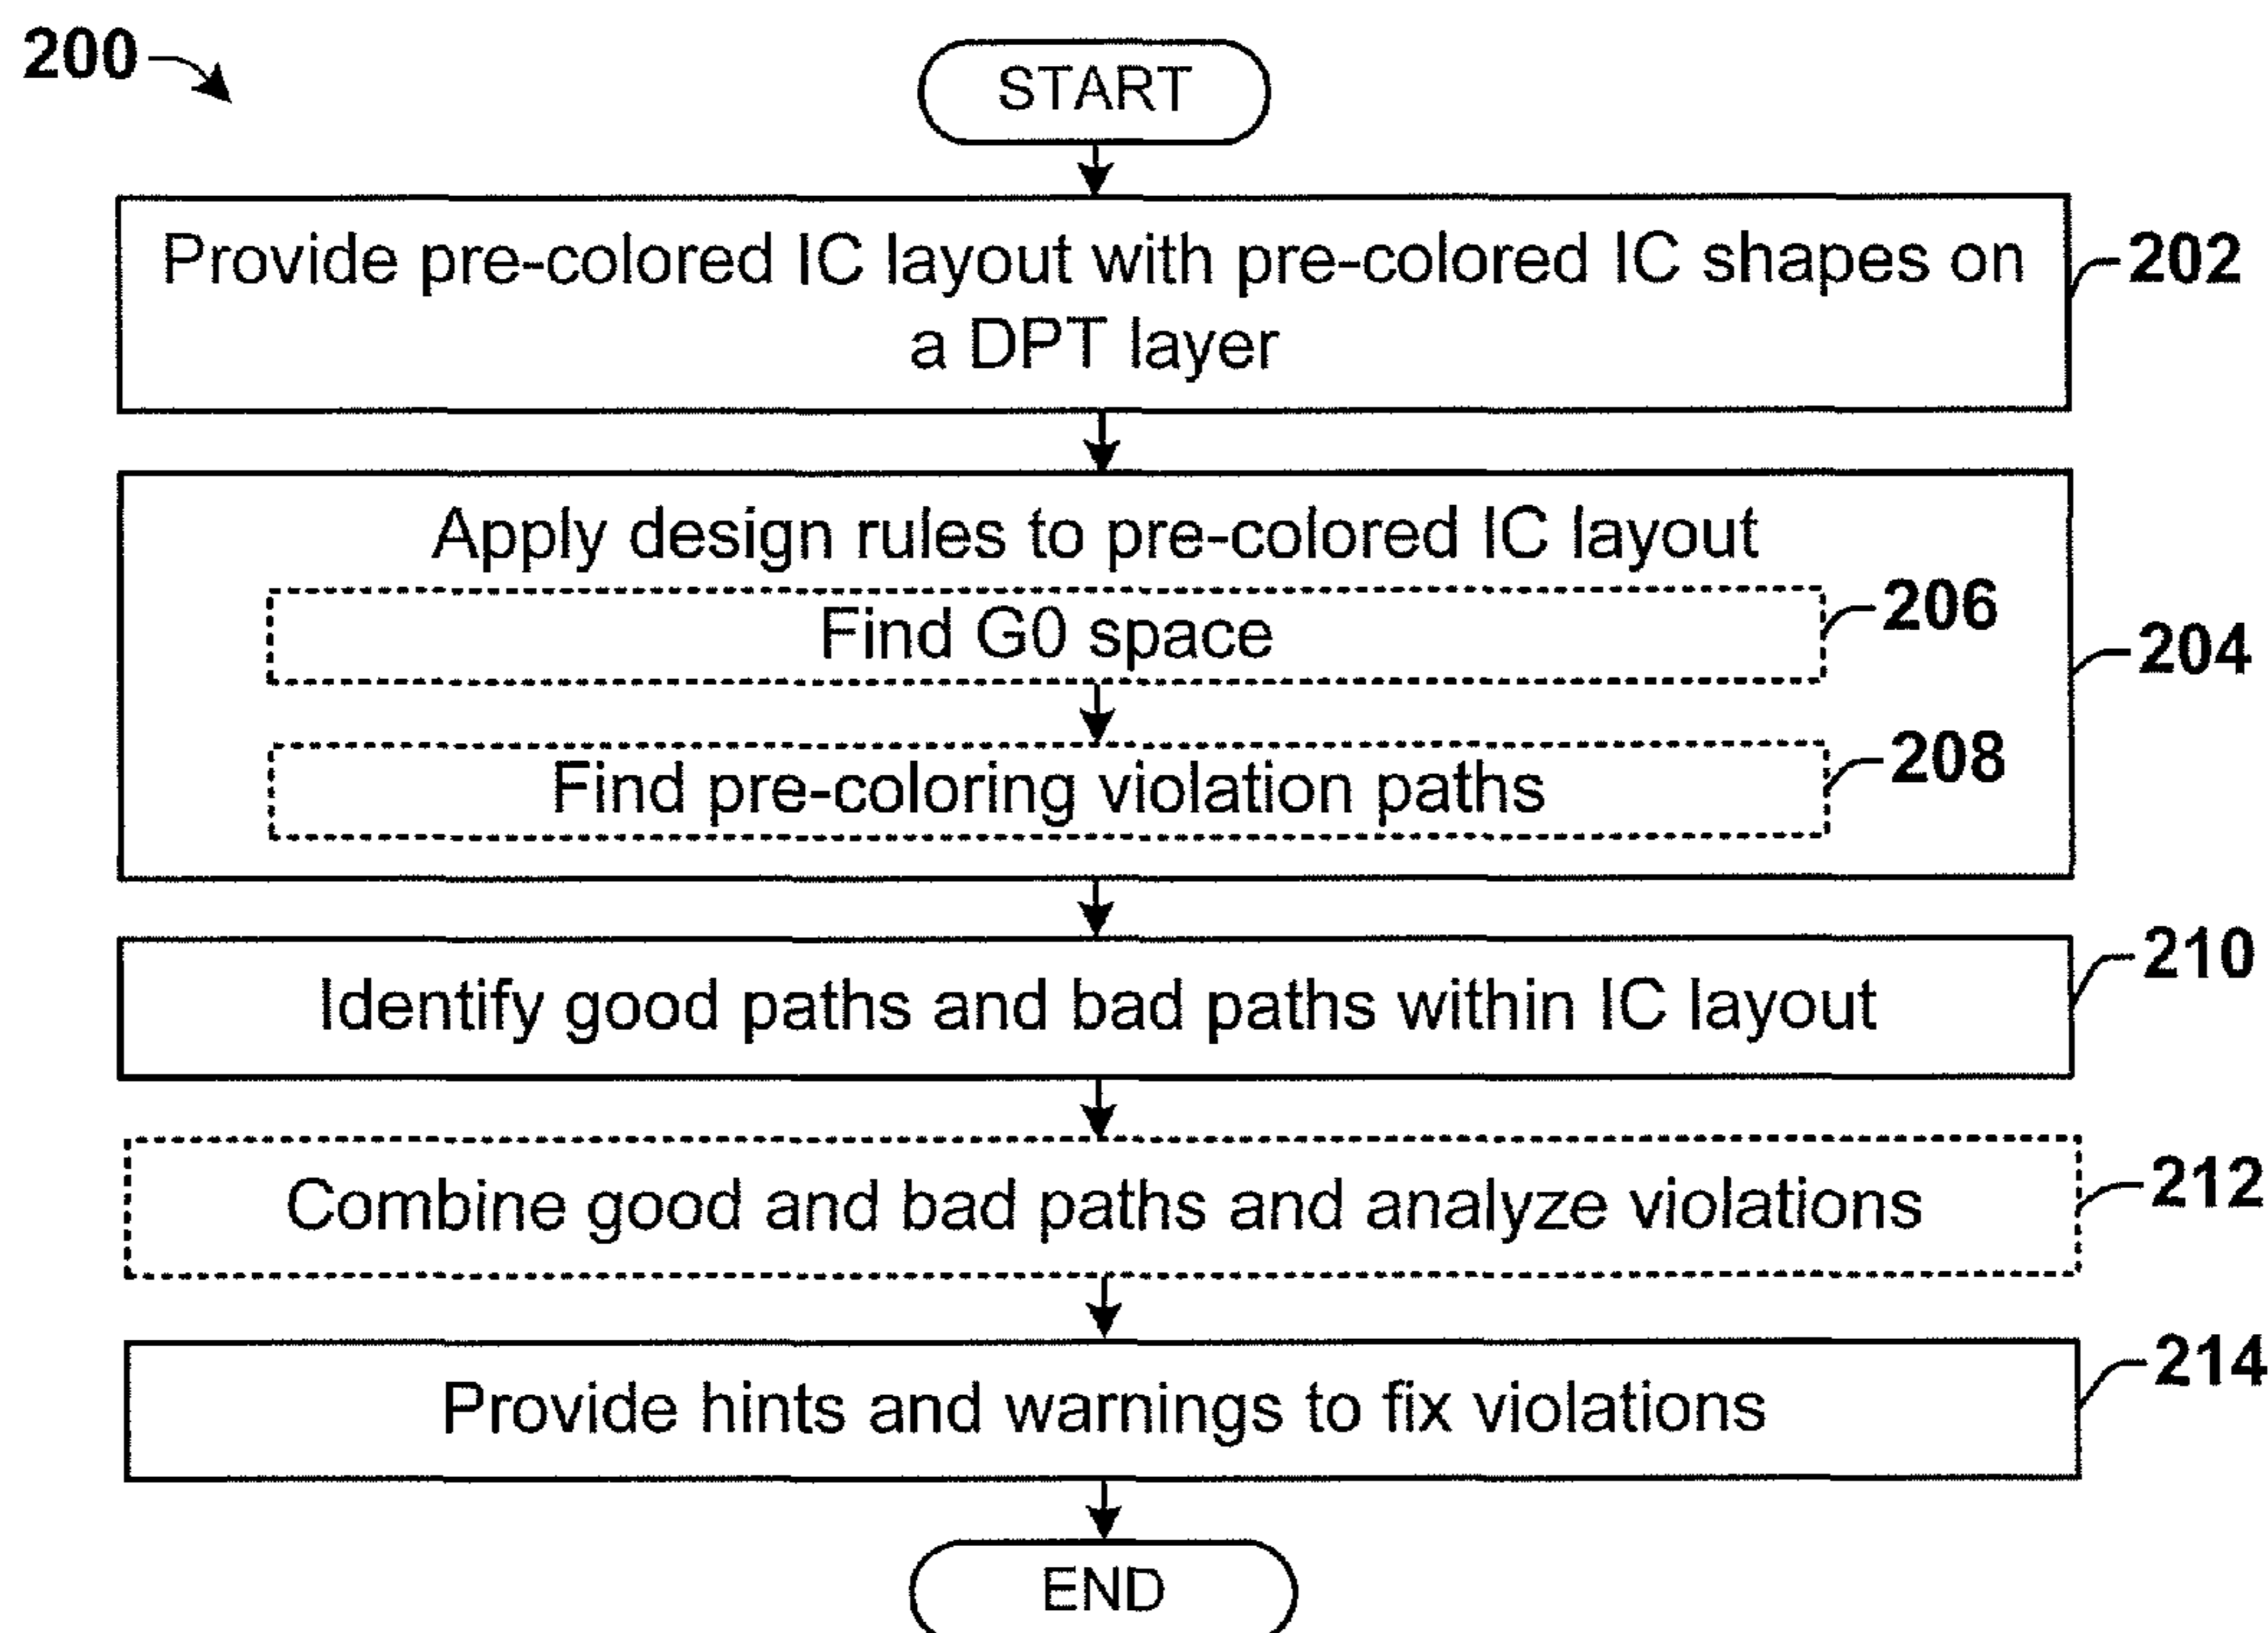 200
START
Provide pre-colored IC layout with pre-colored IC shapes on
a DPT layer
202
Apply design rules to pre-colored IC layout
Find G0 space
206
204
Find pre-coloring violation paths
208
Identify good paths and bad paths within IC layout
210
Combine good and bad paths and analyze violations
212
Provide hints and warnings to fix violations
214
END